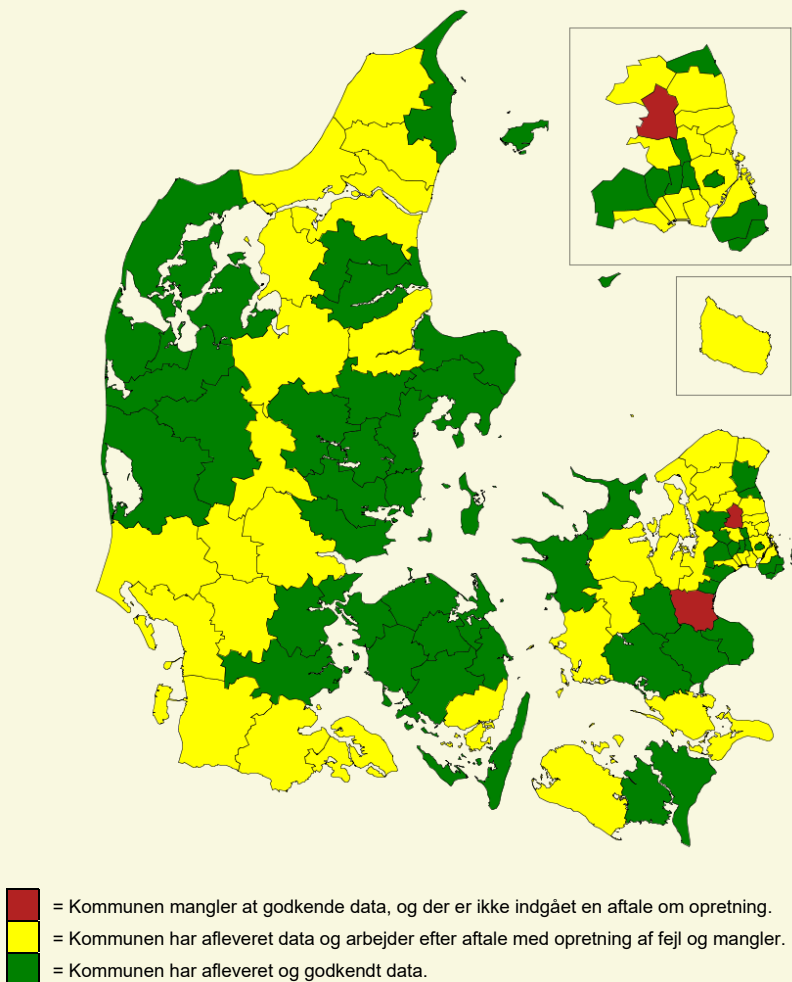 = Kommunen mangler at godkende data, og der er ikke indgået en aftale om opretning.
= Kommunen har afleveret data og arbejder efter aftale med opretning af fejl og mangler.
= Kommunen har afleveret og godkendt data.